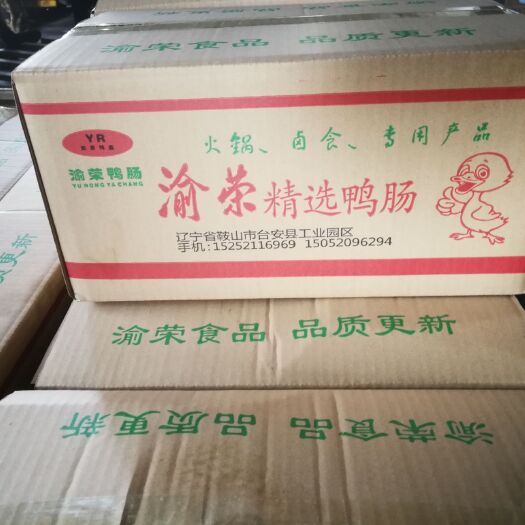 渝荣食品 品质更新
YR
渝荣鸭肠
YU RONG YA CHANG
火锅、卤食、专用产品
渝荣精选鸭肠
辽宁省鞍山市台安县工业园区
手机:15252116969 15052096294
渝荣食品 品质更新
渝荣食品 品质更新
更新